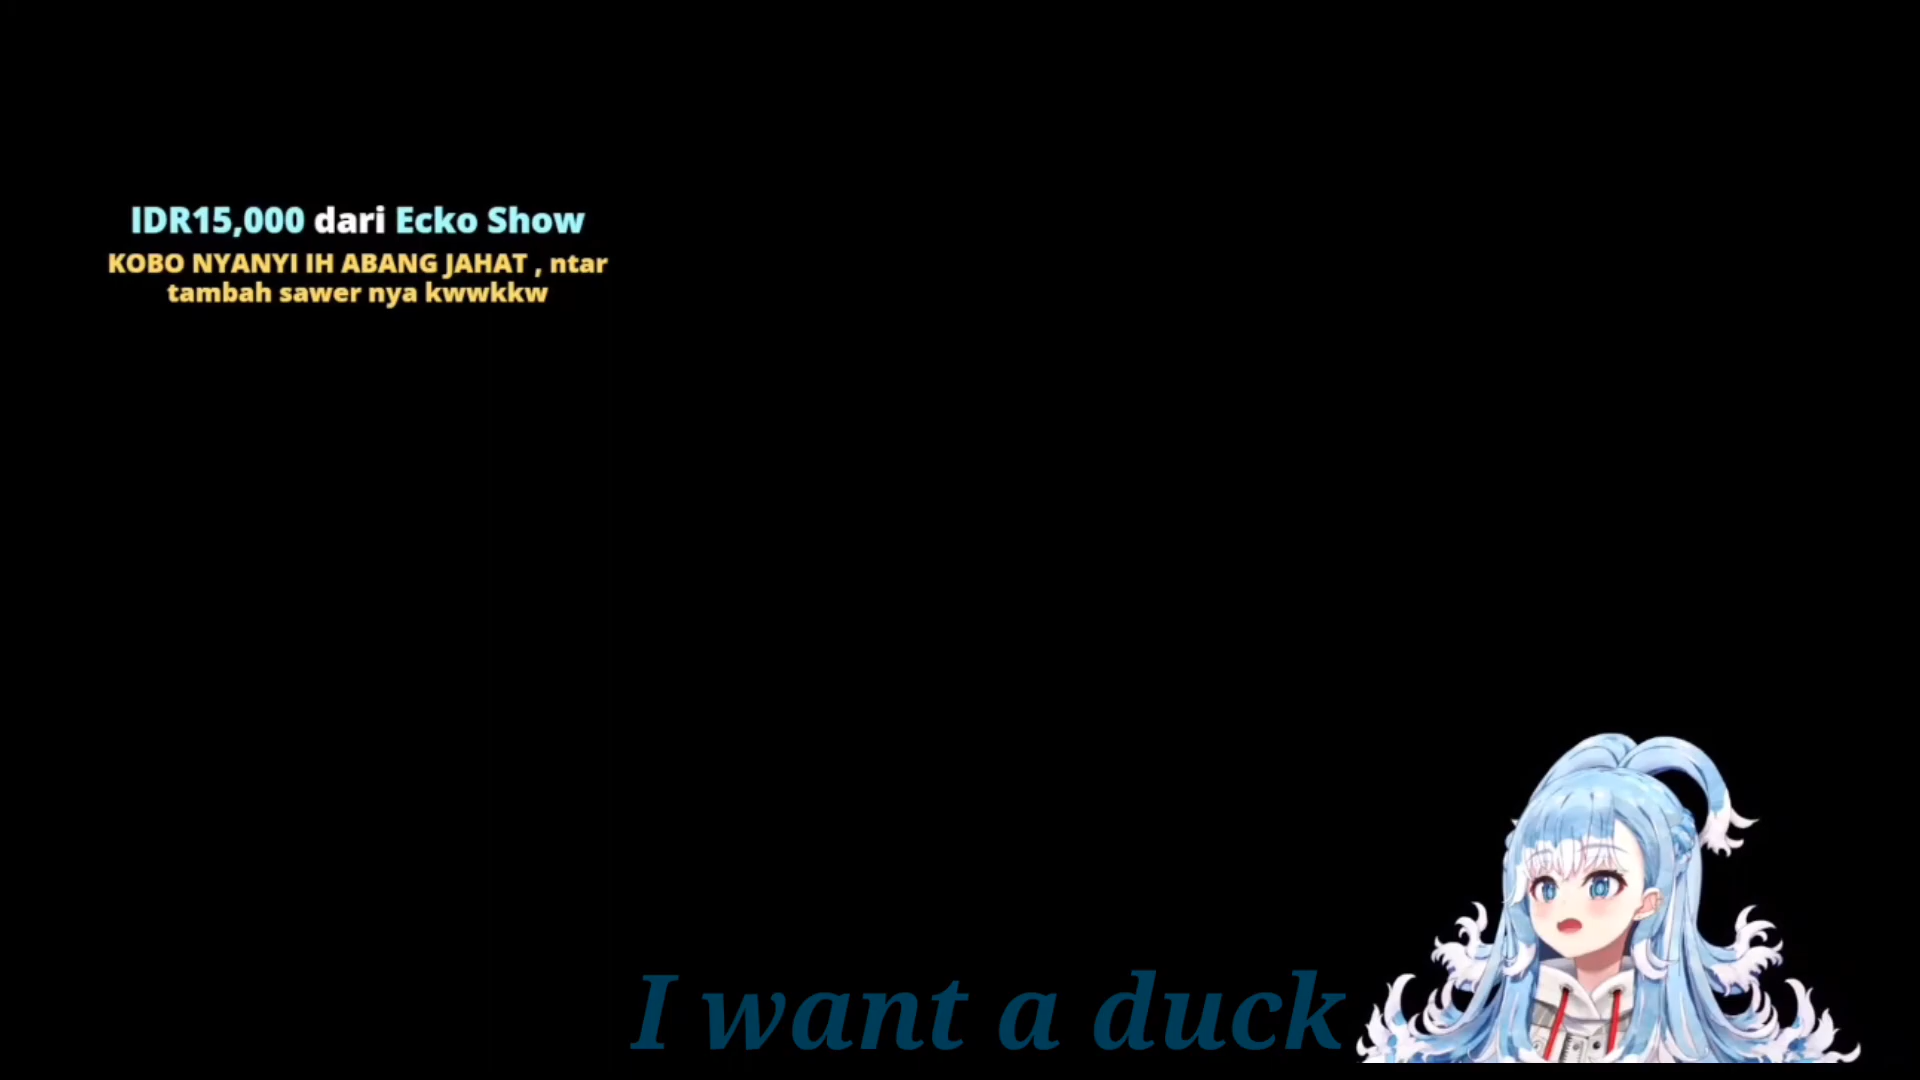 IDR15,000 dari Ecko Show
KOBO NYANYI IH ABANG JAHAT , ntar
tambah sawer nya kwwkkw
I want a duck